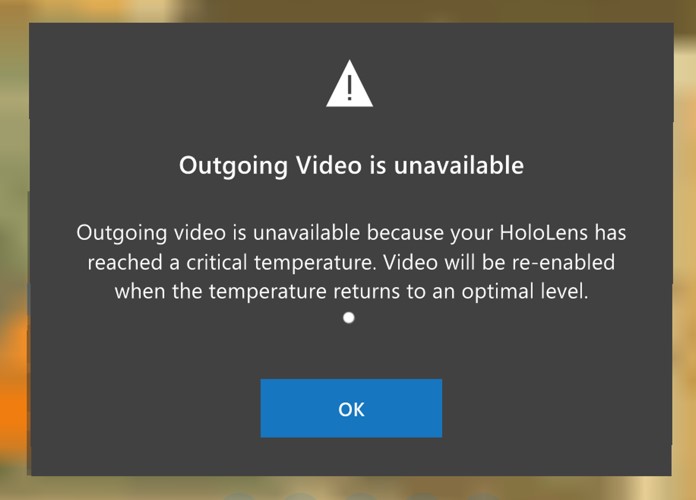 Outgoing Video is unavailable
Outgoing video is unavailable because your HoloLens has
reached a critical temperature. Video will be re-enabled
when the temperature returns to an optimal level.
OK